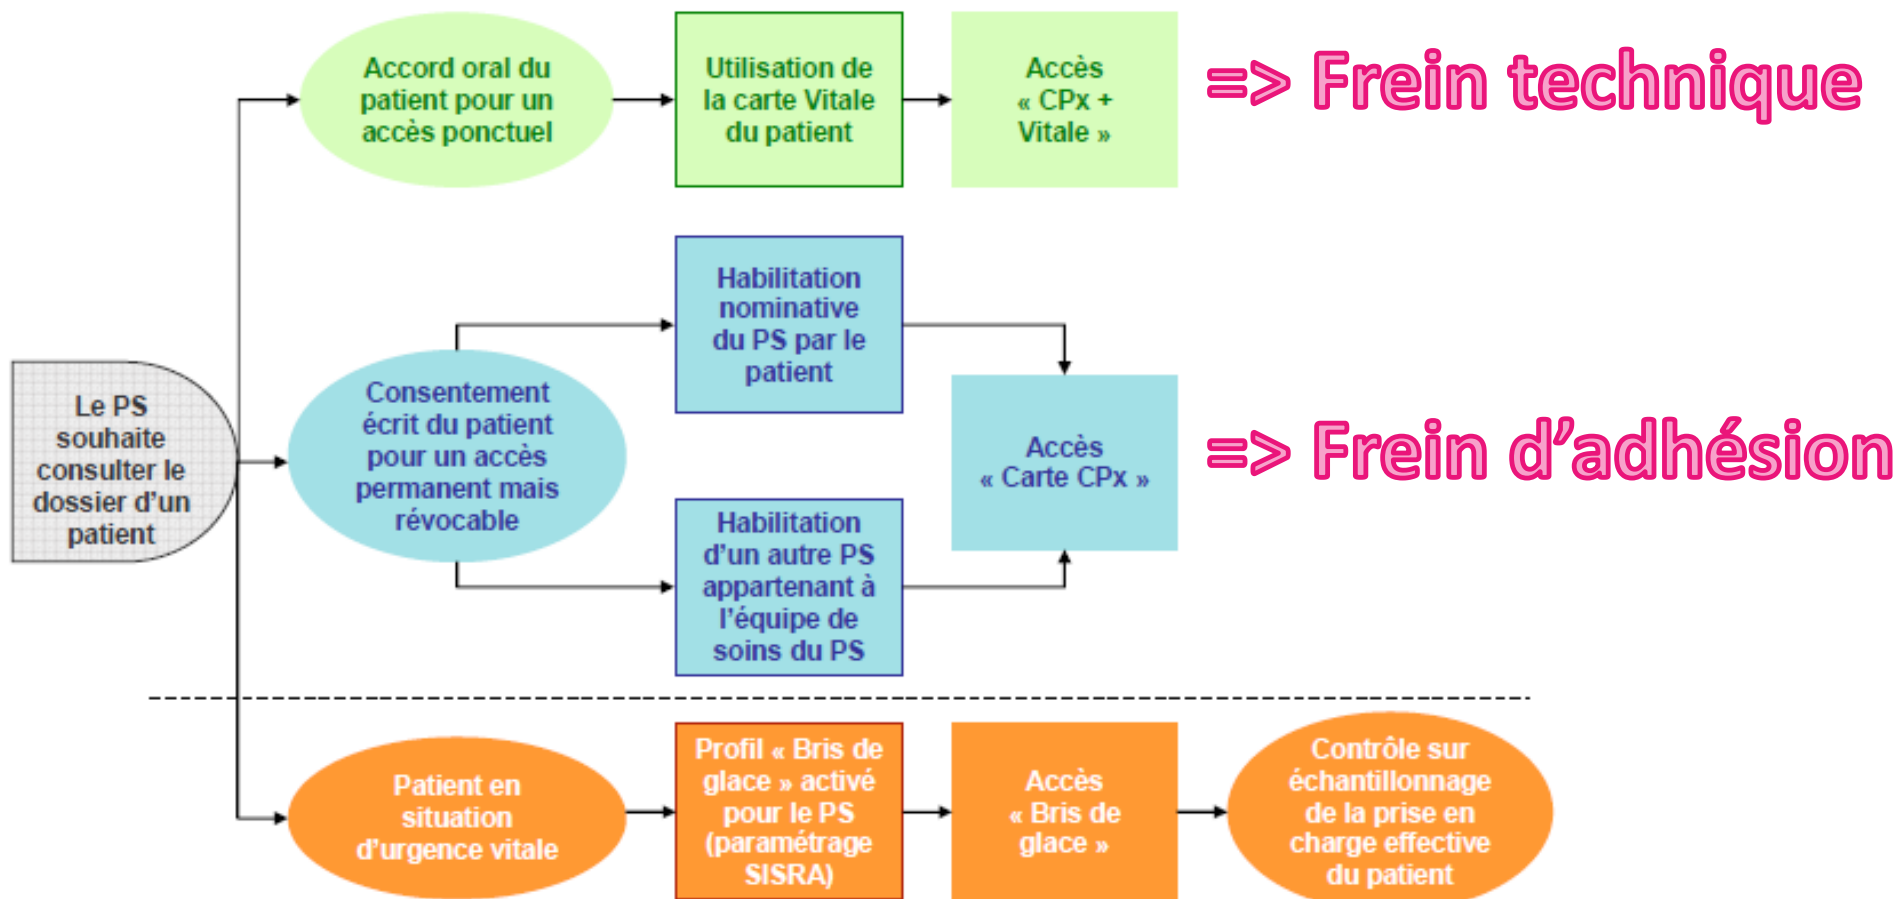 Accord oral du
patient pour un
accès ponctuel
Utilisation de
la carte Vitale
du patient
Accès
« CPx +
Vitale »
=> Frein technique
Le PS
souhaite
consulter le
dossier d’un
patient
Consentement
écrit du patient
pour un accès
permanent mais
révocable
Habilitation
nominative
du PS par le
patient
Habilitation
d’un autre PS
appartenant à
l’équipe de
soins du PS
Accès
« Carte CPx »
=> Frein d’adhésion
Patient en
situation
d’urgence vitale
Profil « Bris de
glace » activé
pour le PS
(paramétrage
SISRA)
Accès
« Bris de
glace »
Contrôle sur
échantillonnage
de la prise en
charge effective
du patient